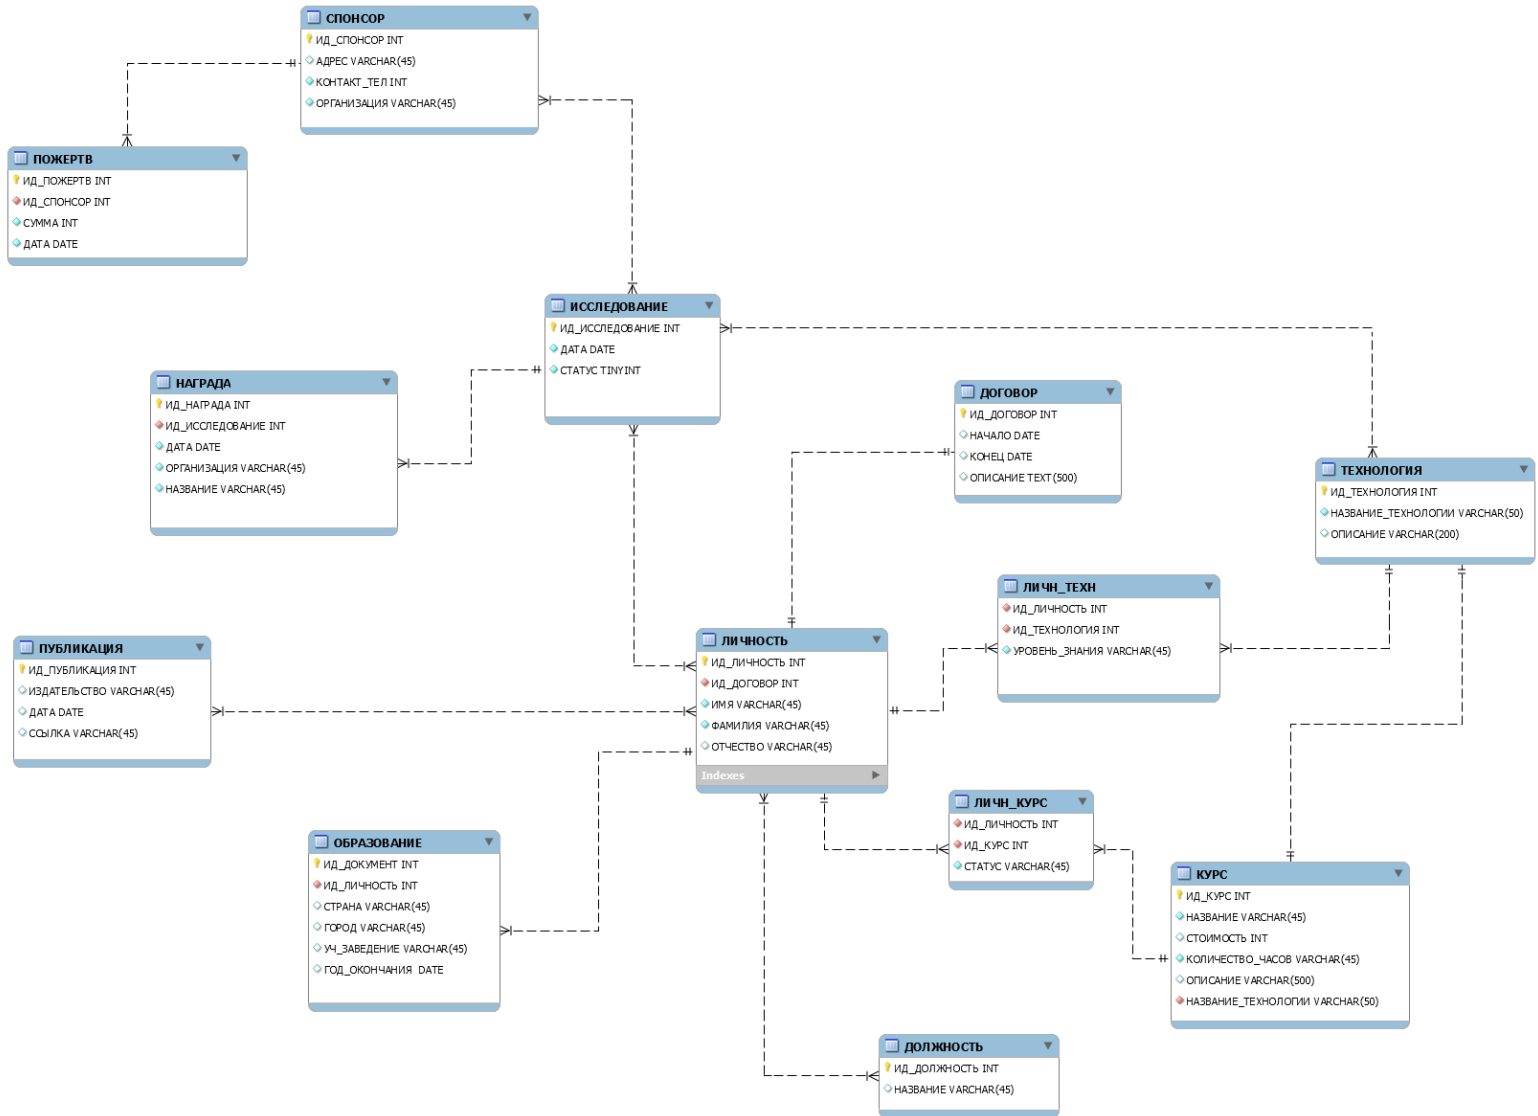 СПОНСОР
ИД_СПОНСОР INT
АДРЕС VARCHAR(45)
КОНТАКТ_ТЕЛ INT
ОРГАНИЗАЦИЯ VARCHAR(45)
ПОЖЕРТВ
ИД_ПОЖЕРТВ INT
ИД_СПОНСОР INT
СУММА INT
ДАТА DATE
ИССЛЕДОВАНИЕ
ИД_ИССЛЕДОВАНИЕ INT
ДАТА DATE
СТАТУС TINYINT
НАГРАДА
ИД_НАГРАДА INT
ИД_ИССЛЕДОВАНИЕ INT
ДАТА DATE
ОРГАНИЗАЦИЯ VARCHAR(45)
НАЗВАНИЕ VARCHAR(45)
ДОГОВОР
ИД_ДОГОВОР INT
НАЧАЛО DATE
КОНЕЦ DATE
ОПИСАНИЕ TEXT(500)
ТЕХНОЛОГИЯ
ИД_ТЕХНОЛОГИЯ INT
НАЗВАНИЕ_ТЕХНОЛОГИИ VARCHAR(50)
ОПИСАНИЕ VARCHAR(200)
ЛИЧН_ТЕХН
ИД_ЛИЧНОСТЬ INT
ИД_ТЕХНОЛОГИЯ INT
УРОВЕНЬ_ЗНАНИЯ VARCHAR(45)
ПУБЛИКАЦИЯ
ИД_ПУБЛИКАЦИЯ INT
ИЗДАТЕЛЬСТВО VARCHAR(45)
ДАТА DATE
ССЫЛКА VARCHAR(45)
ЛИЧНОСТЬ
ИД_ЛИЧНОСТЬ INT
ИД_ДОГОВОР INT
ИМЯ VARCHAR(45)
ФАМИЛИЯ VARCHAR(45)
ОТЧЕСТВО VARCHAR(45)
Indexes
ОБРАЗОВАНИЕ
ИД_ДОКУМЕНТ INT
ИД_ЛИЧНОСТЬ INT
СТРАНА VARCHAR(45)
ГОРОД VARCHAR(45)
УЧ_ЗАВЕДЕНИЕ VARCHAR(45)
ГОД_ОКОНЧАНИЯ DATE
ЛИЧН_КУРС
ИД_ЛИЧНОСТЬ INT
ИД_КУРС INT
СТАТУС VARCHAR(45)
КУРС
ИД_КУРС INT
НАЗВАНИЕ VARCHAR(45)
СТОИМОСТЬ INT
КОЛИЧЕСТВО_ЧАСОВ VARCHAR(45)
ОПИСАНИЕ VARCHAR(500)
НАЗВАНИЕ_ТЕХНОЛОГИИ VARCHAR(50)
ДОЛЖНОСТЬ
ИД_ДОЛЖНОСТЬ INT
НАЗВАНИЕ VARCHAR(45)